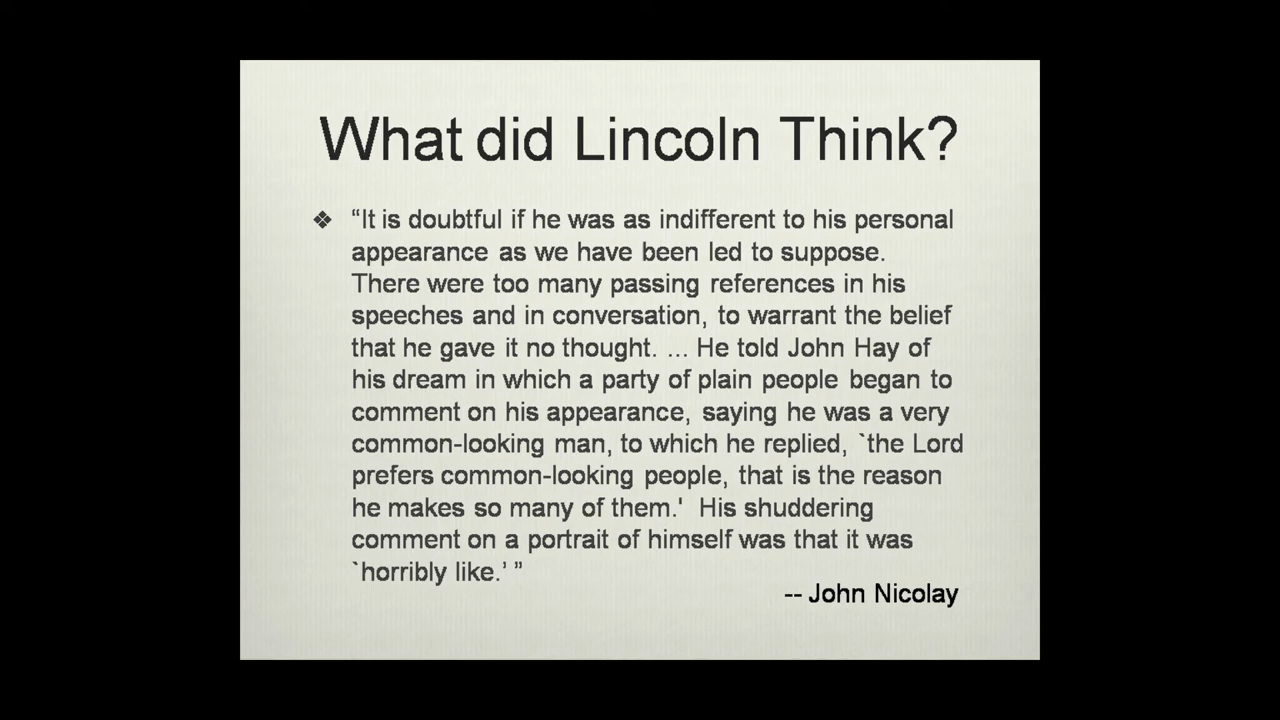 What did Lincoln Think?
❖ “It is doubtful if he was as indifferent to his personal
appearance as we have been led to suppose.
There were too many passing references in his
speeches and in conversation, to warrant the belief
that he gave it no thought. ... He told John Hay of
his dream in which a party of plain people began to
comment on his appearance, saying he was a very
common-looking man, to which he replied, `the Lord
prefers common-looking people, that is the reason
he makes so many of them.' His shuddering
comment on a portrait of himself was that it was
`horribly like.’ ”
-- John Nicolay